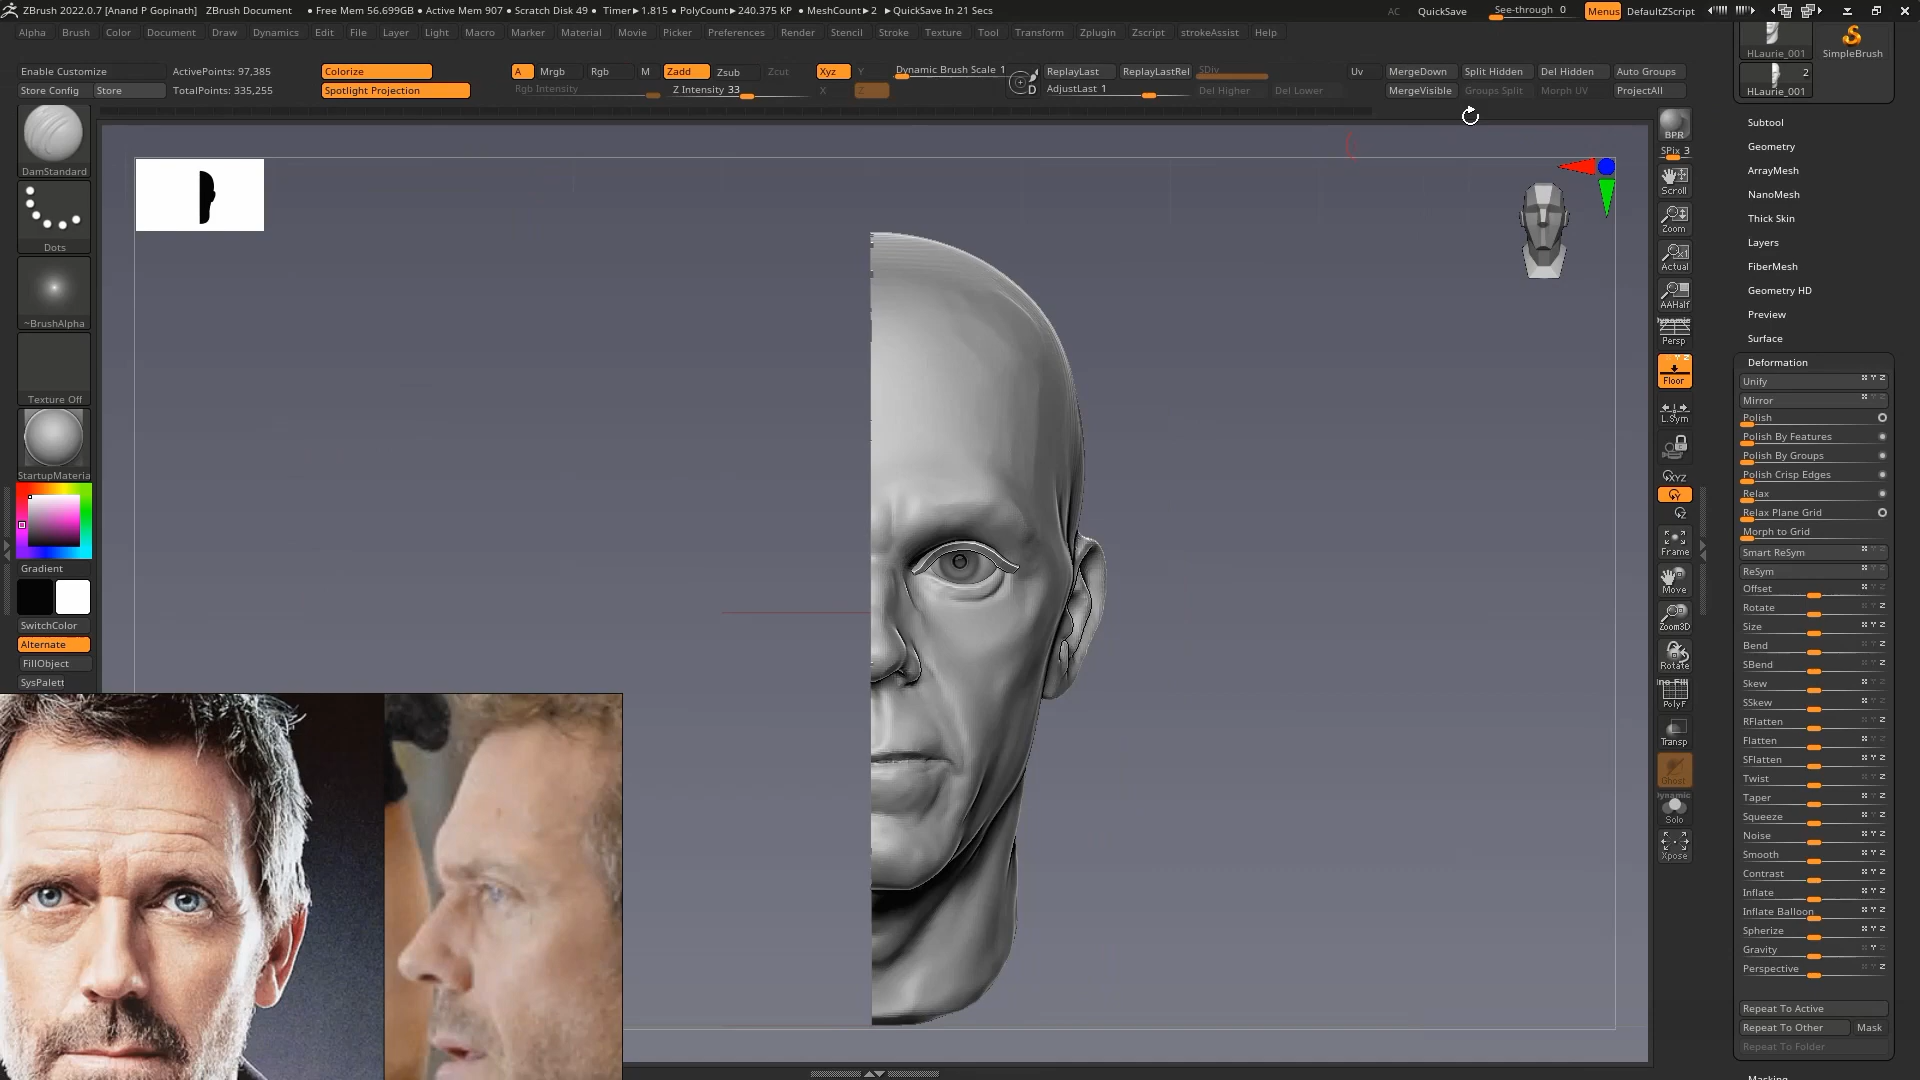 ZBrush 2022.0.7 [Anand P Gopinath] ZBrush Document • Free Mem 56.699GB • Active Mem 907 • Scratch Disk 49 • Timer▶1.815 • PolyCount▶240.375 KP • MeshCount▶2 ▶QuickSave In 21 Secs AC QuickSave See-through 0 Menus DefaultZScript
Alpha Brush Color Document Draw Dynamics Edit File Layer Light Macro Marker Material Movie Picker Preferences Render Stencil Stroke Texture Tool Transform Zplugin Zscript strokeAssist Help
Enable Customize ActivePoints: 97,385 Colorize A Mrgb Rgb M Zadd Zsub Zcut Xyz Y Dynamic Brush Scale 1 ReplayLast ReplayLastRel SDiv Uv MergeDown Split Hidden Del Hidden Auto Groups
Store Config Store TotalPoints: 335,255 Spotlight Projection Rgb Intensity Z Intensity 33 X Z D AdjustLast 1 Del Higher Del Lower MergeVisible Groups Split Morph UV ProjectAll
DamStandard
Dots
~BrushAlpha
Texture Off
StartupMateria
Gradient
SwitchColor
Alternate
FillObject
SysPalett
BPR
SPix 3
Scroll
Zoom
Actual
AAHalf
Dynamic
Persp
Floor
L.Sym
XYZ
Y
Z
Frame
Move
Zoom3D
Rotate
PolyF
Transp
Ghost
Dynamic
Solo
Xpose
HLaurie_001 SimpleBrush
2
HLaurie_001
Subtool
Geometry
ArrayMesh
NanoMesh
Thick Skin
Layers
FiberMesh
Geometry HD
Preview
Surface
Deformation
Unify
Mirror
Polish
Polish By Features
Polish By Groups
Polish Crisp Edges
Relax
Relax Plane Grid
Morph to Grid
Smart ReSym
ReSym
Offset
Rotate
Size
Bend
SBend
Skew
SSkew
RFlatten
Flatten
SFlatten
Twist
Taper
Squeeze
Noise
Smooth
Contrast
Inflate
Inflate Balloon
Spherize
Gravity
Perspective
Repeat To Active
Repeat To Other Mask
Repeat To Folder